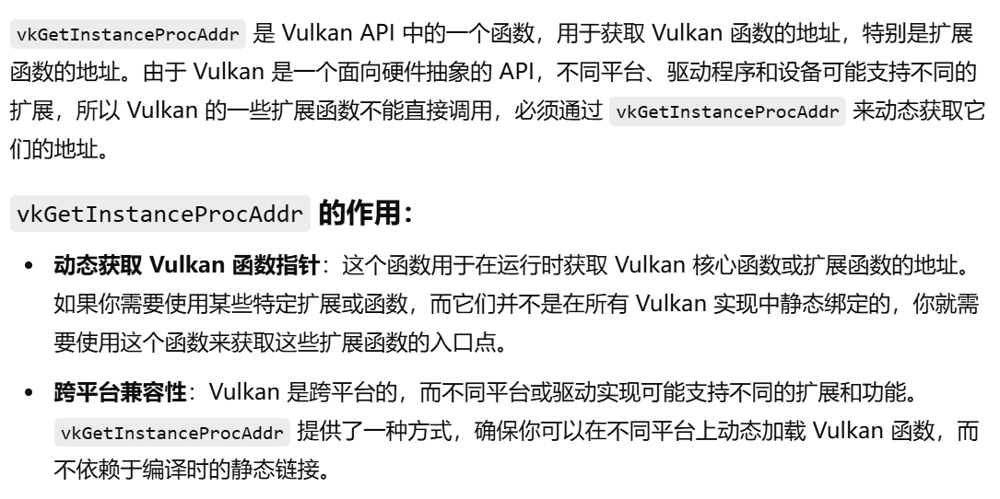 vkGetInstanceProcAddr 是 Vulkan API 中的一个函数，用于获取 Vulkan 函数的地址，特别是扩展
函数的地址。由于 Vulkan 是一个面向硬件抽象的 API，不同平台、驱动程序和设备可能支持不同的
扩展，所以 Vulkan 的一些扩展函数不能直接调用，必须通过 vkGetInstanceProcAddr 来动态获取它
们的地址。
vkGetInstanceProcAddr 的作用：
• 动态获取 Vulkan 函数指针：这个函数用于在运行时获取 Vulkan 核心函数或扩展函数的地址。
如果你需要使用某些特定扩展或函数，而它们并不是在所有 Vulkan 实现中静态绑定的，你就需
要使用这个函数来获取这些扩展函数的入口点。
• 跨平台兼容性：Vulkan 是跨平台的，而不同平台或驱动实现可能支持不同的扩展和功能。
vkGetInstanceProcAddr 提供了一种方式，确保你可以在不同平台上动态加载 Vulkan 函数，而
不依赖于编译时的静态链接。